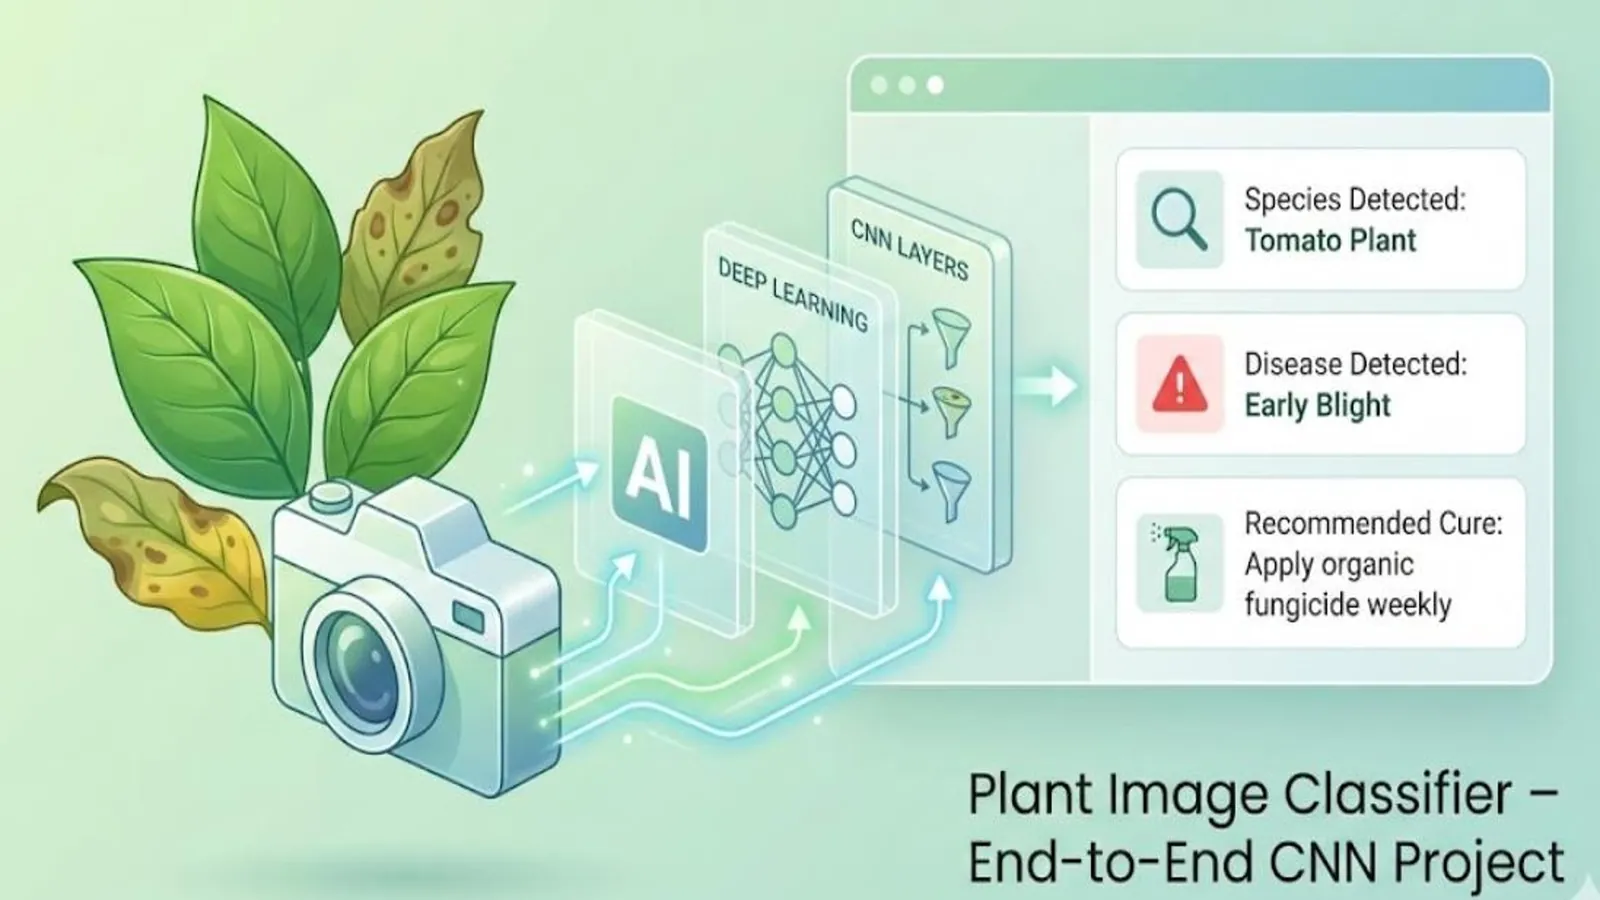 AI
DEEP LEARNING
CNN LAYERS
Species Detected:
Tomato Plant
Disease Detected:
Early Blight
Recommended Cure:
Apply organic
fungicide weekly
Plant Image Classifier –
End-to-End CNN Project